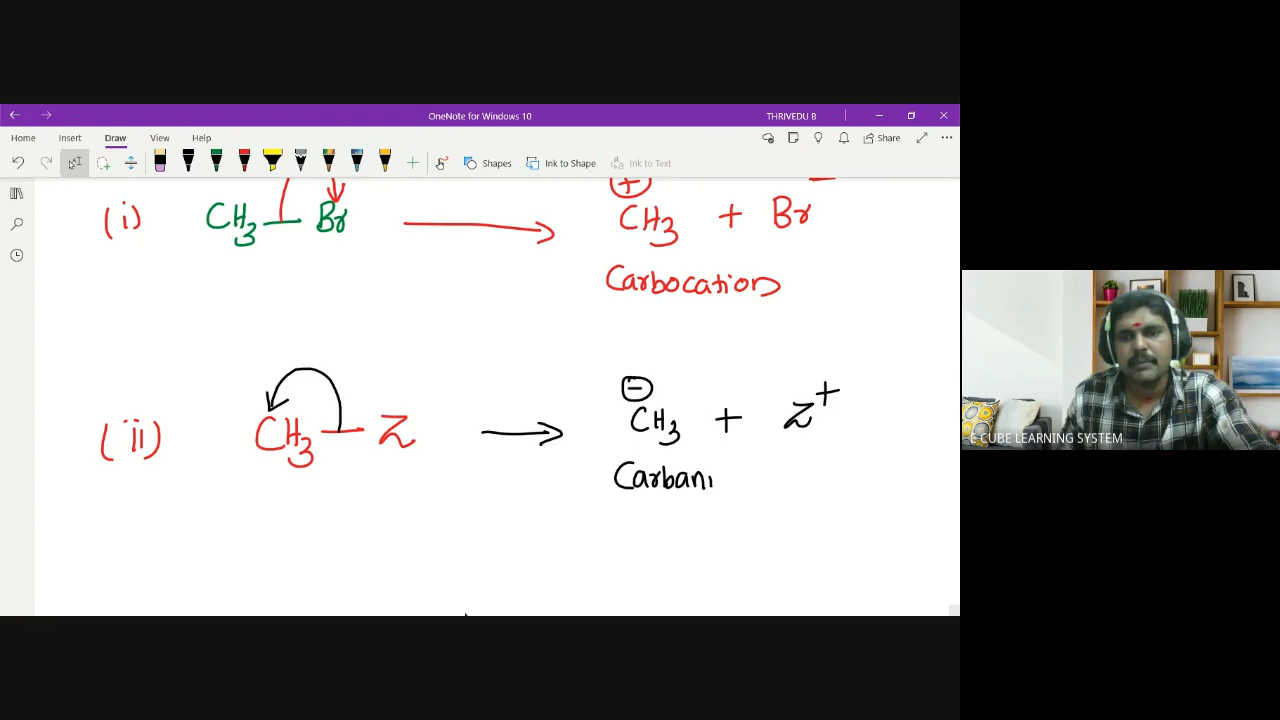 OneNote for Windows 10
THRIVEDU B
Home Insert Draw View Help
Share
Shapes Ink to Shape Ink to Text
(i) CH3 — Br ⟶ ⊕CH3 + Br⁻
Carbocation
(ii) CH3 — Z ⟶ ⊖CH3 + Z+
Carbani
E CUBE LEARNING SYSTEM